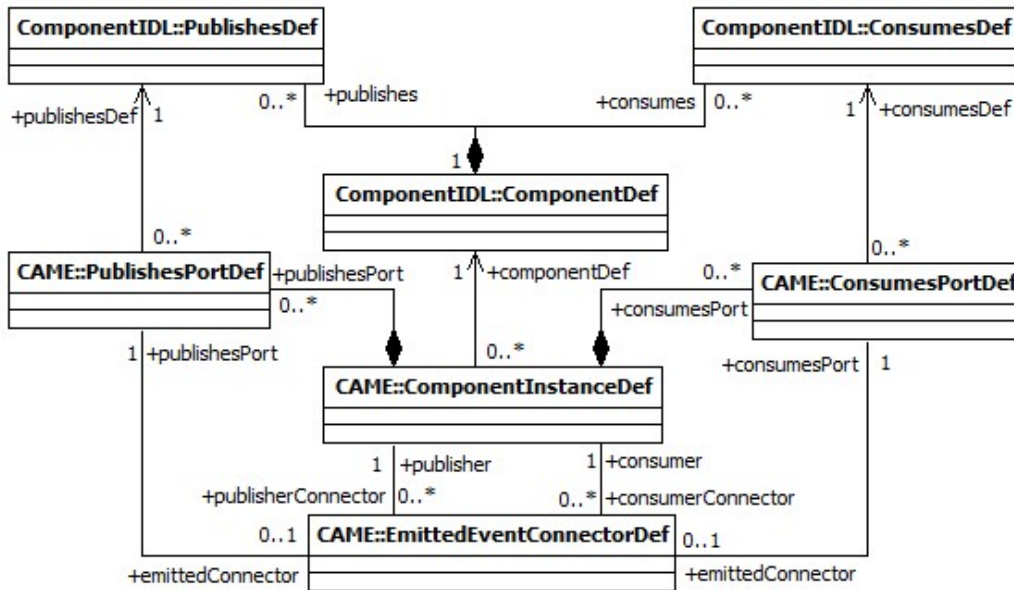 ComponentIDL::PublishesDef
ComponentIDL::ConsumesDef
+publishesDef
1
0..*
+publishes
+consumes
0..*
1
+consumesDef
1
ComponentIDL::ComponentDef
0..*
0..*
CAME::PublishesPortDef
+publishesPort
0..*
1
+componentDef
0..*
+consumesPort
CAME::ConsumesPortDef
1
+publishesPort
0..*
+consumesPort
1
CAME::ComponentInstanceDef
1
+publisher
1
+consumer
+publisherConnector
0..*
0..*
+consumerConnector
0..1
CAME::EmittedEventConnectorDef
0..1
+emittedConnector
+emittedConnector